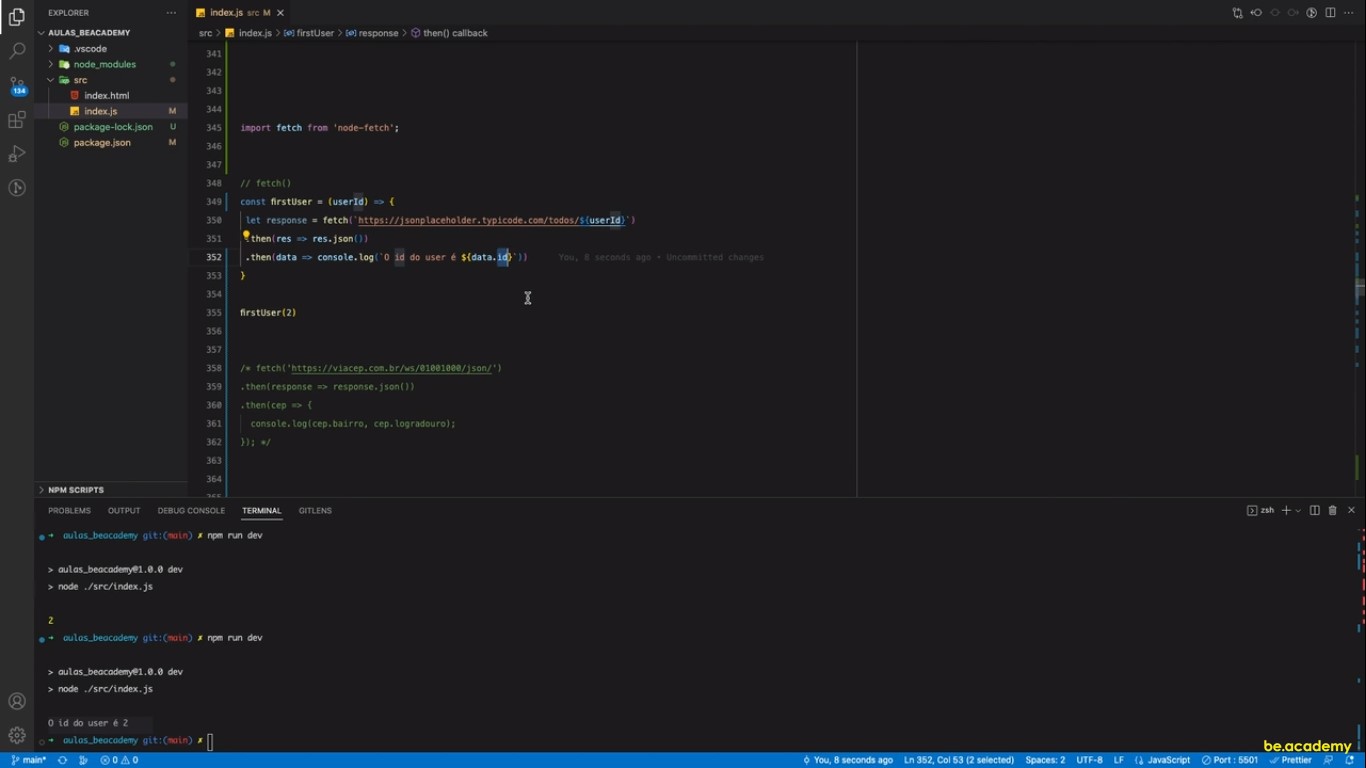 EXPLORER
index.js src M
AULAS_BEACADEMY
src > index.js > firstUser > response > then() callback
.vscode
node_modules
src
index.html
index.js M
package-lock.json U
package.json M
134
341
342
343
344
345 import fetch from 'node-fetch';
346
347
348 // fetch()
349 const firstUser = (userId) => {
350 let response = fetch(`https://jsonplaceholder.typicode.com/todos/${userId}`)
351 .then(res => res.json())
352 .then(data => console.log(`O id do user é ${data.id}`)) You, 8 seconds ago • Uncommitted changes
353 }
354
355 firstUser(2)
356
357
358 /* fetch('https://viacep.com.br/ws/01001000/json/')
359 .then(response => response.json())
360 .then(cep => {
361 console.log(cep.bairro, cep.logradouro);
362 }); */
363
364
365
NPM SCRIPTS
PROBLEMS OUTPUT DEBUG CONSOLE TERMINAL GITLENS
zsh
→ aulas_beacademy git:(main) ✗ npm run dev
> aulas_beacademy@1.0.0 dev
> node ./src/index.js
2
→ aulas_beacademy git:(main) ✗ npm run dev
> aulas_beacademy@1.0.0 dev
> node ./src/index.js
O id do user é 2
→ aulas_beacademy git:(main) ✗
be.academy
main* 0 0 You, 8 seconds ago Ln 352, Col 53 (2 selected) Spaces: 2 UTF-8 LF JavaScript Port : 5501 Prettier